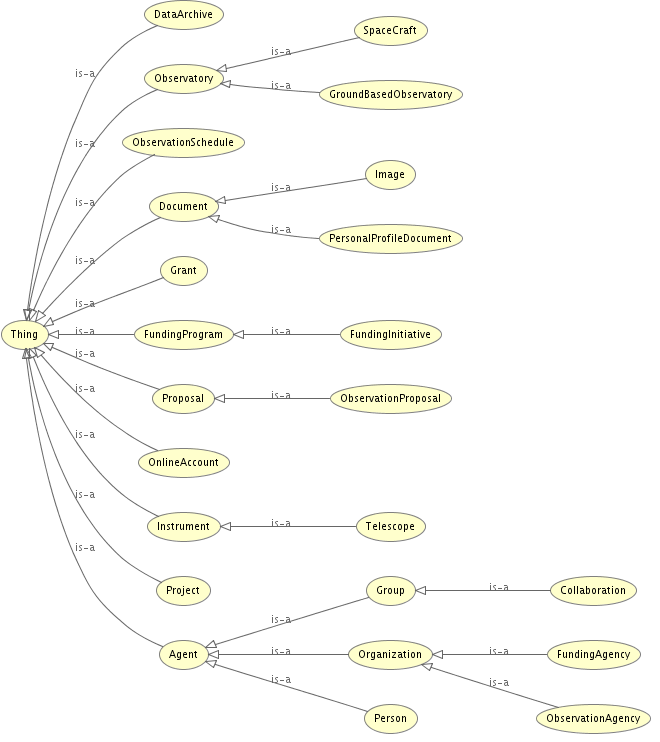 DataArchive
SpaceCraft
is-a
is-a
Observatory
is-a
GroundBasedObservatory
is-a
ObservationSchedule
Image
is-a
is-a
Document
is-a
PersonalProfileDocument
is-a
Grant
is-a
Thing
is-a
FundingProgram
is-a
FundingInitiative
is-a
Proposal
is-a
ObservationProposal
is-a
OnlineAccount
is-a
Instrument
is-a
Telescope
is-a
Project
is-a
Group
is-a
Collaboration
is-a
Agent
is-a
Organization
is-a
FundingAgency
is-a
is-a
Person
ObservationAgency